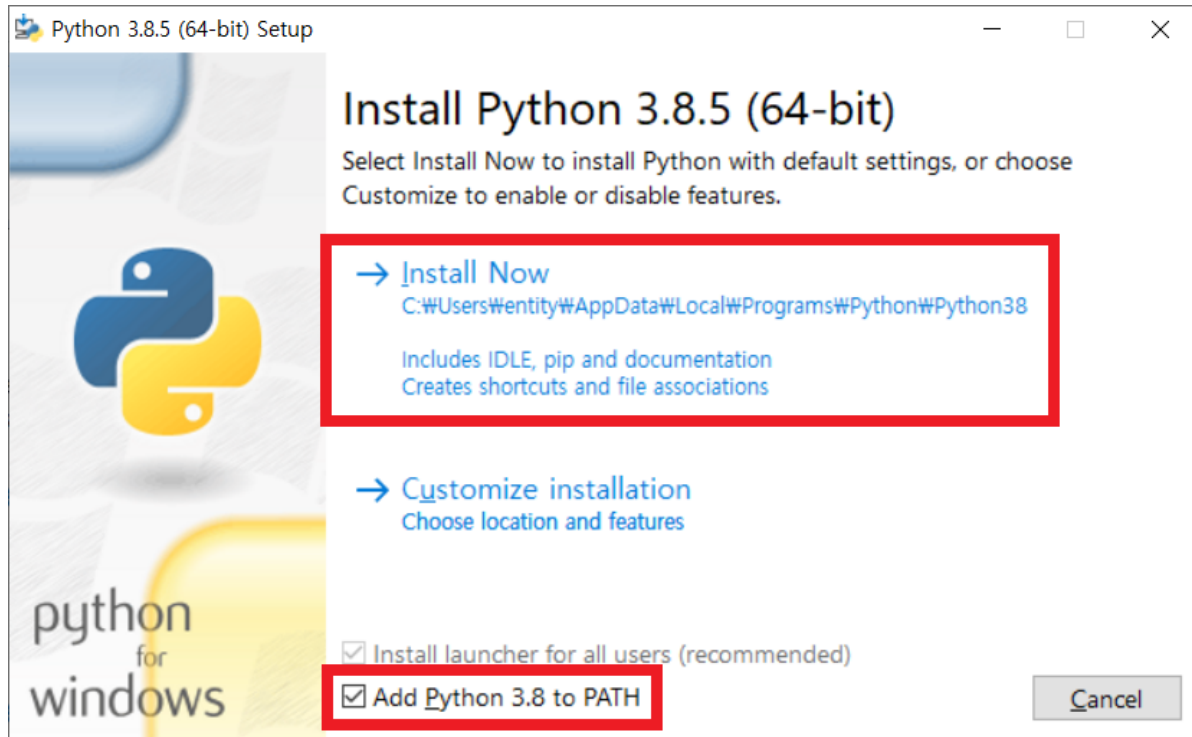 Python 3.8.5 (64-bit) Setup
Install Python 3.8.5 (64-bit)
Select Install Now to install Python with default settings, or choose
Customize to enable or disable features.
Install Now
C:₩Users₩entity₩AppData₩Local₩Programs₩Python₩Python38
Includes IDLE, pip and documentation
Creates shortcuts and file associations
Customize installation
Choose location and features
python
for
windows
Install launcher for all users (recommended)
Add Python 3.8 to PATH
Cancel